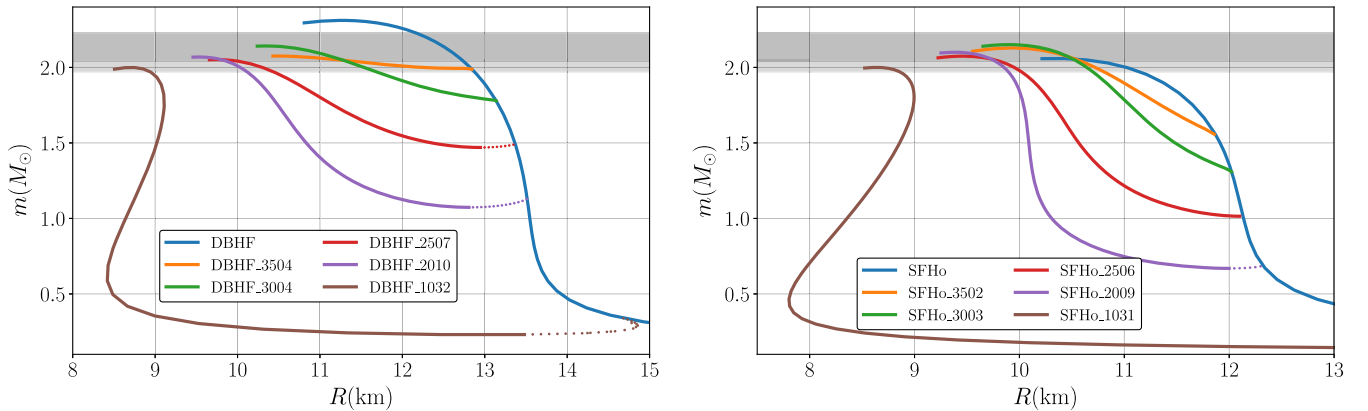 2.0
1.5
1.0
0.5
m(M⊙)
8 9 10 11 12 13 14 15
R(km)
DBHF
DBHF_3504
DBHF_3004
DBHF_2507
DBHF_2010
DBHF_1032
2.0
1.5
1.0
0.5
m(M⊙)
8 9 10 11 12 13
R(km)
SFHo
SFHo_3502
SFHo_3003
SFHo_2506
SFHo_2009
SFHo_1031